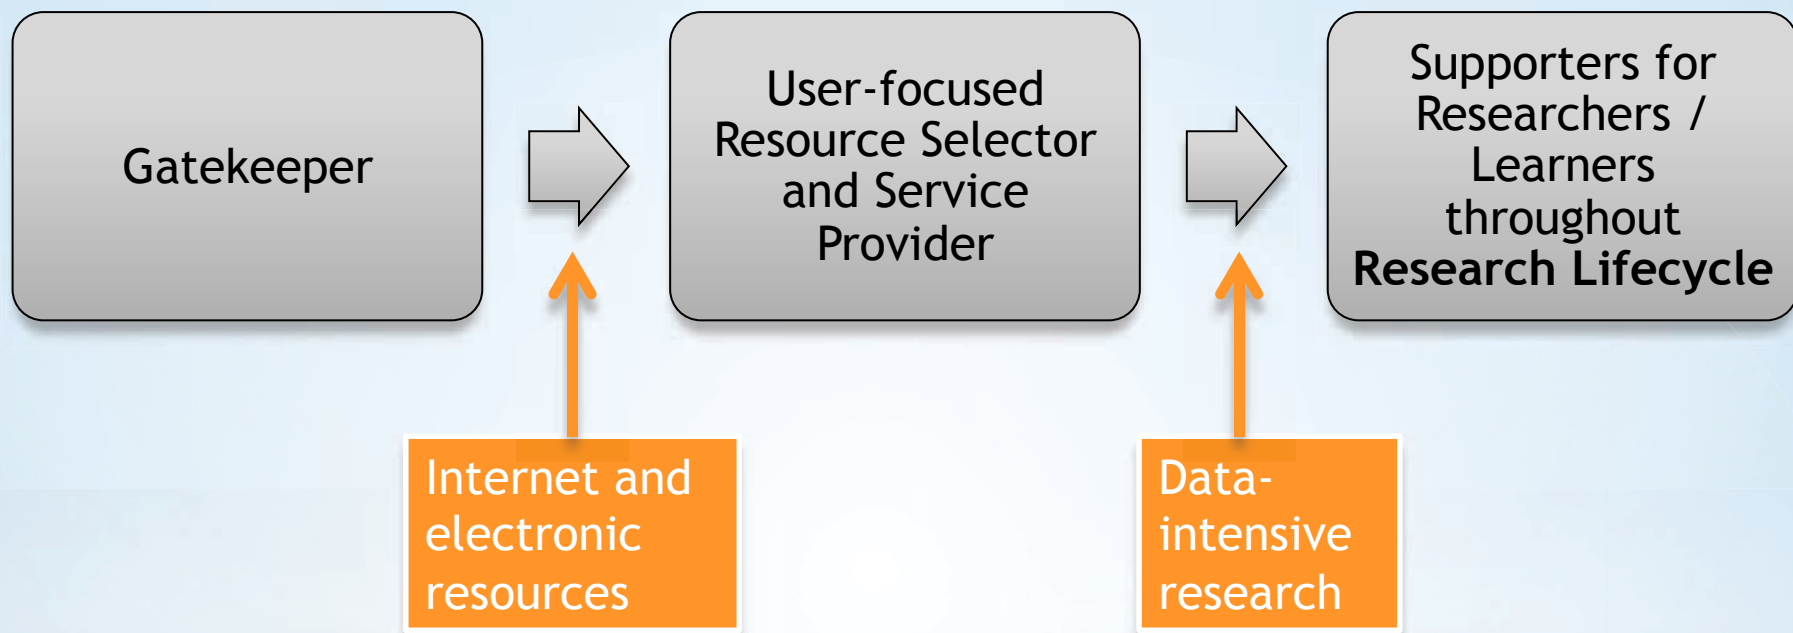 Gatekeeper
User-focused
Resource Selector
and Service
Provider
Supporters for
Researchers /
Learners
throughout
Research Lifecycle
Internet and
electronic
resources
Data-
intensive
research